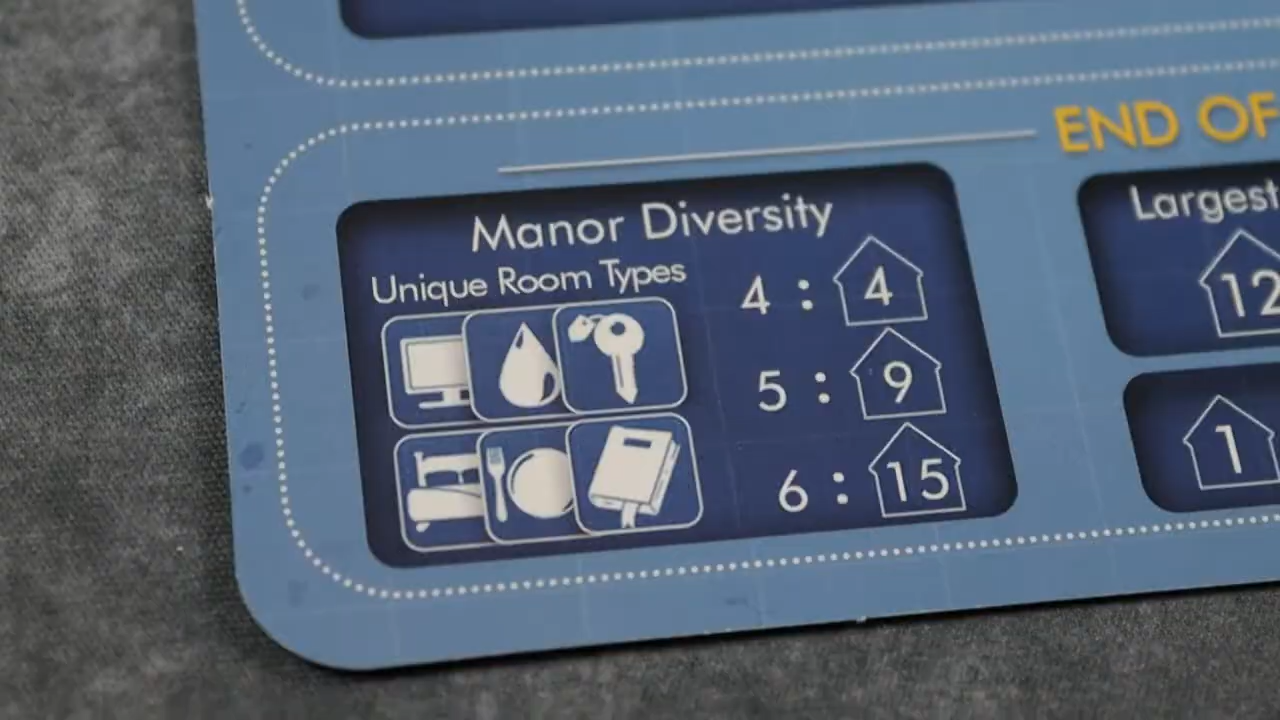 END OF
Manor Diversity
Unique Room Types
4 : 4
5 : 9
6 : 15
Largest
12
1